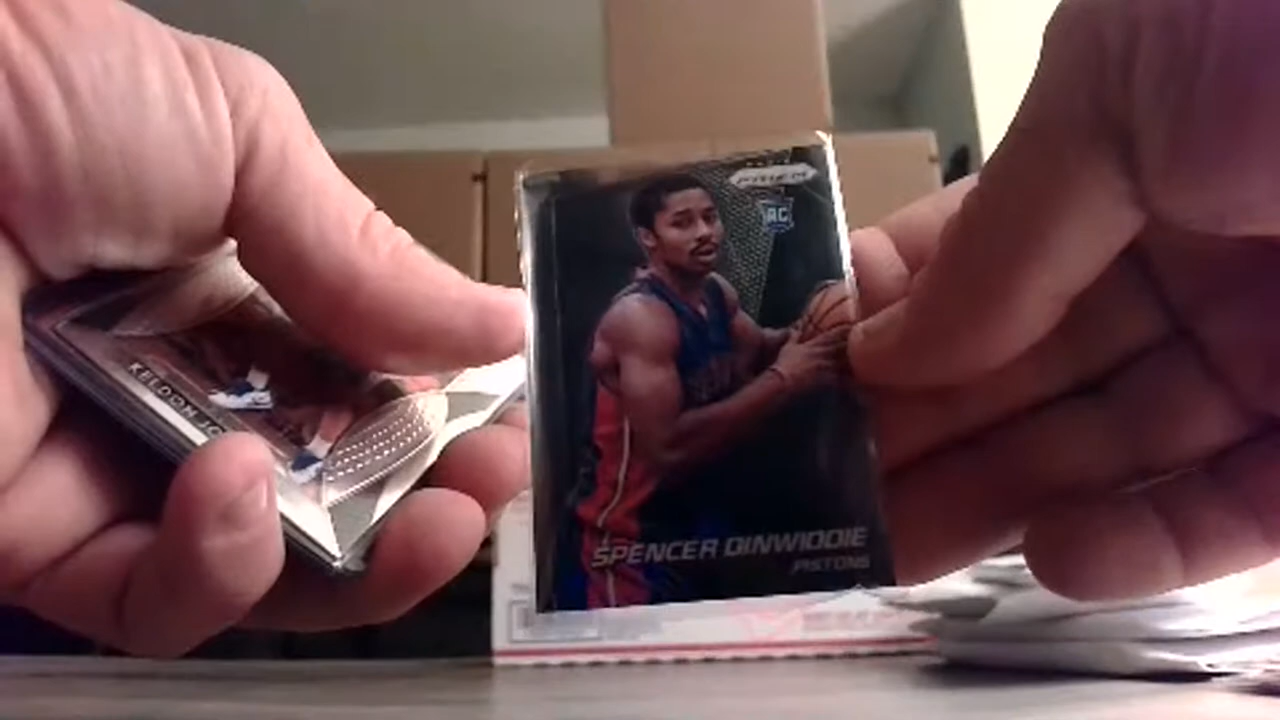 PRIZM
RC
SPENCER DINWIDDIE
PISTONS
KELDON JO